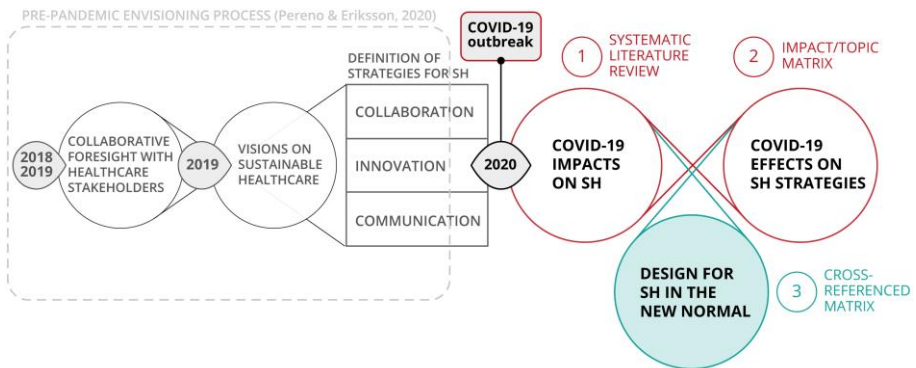 PRE-PANDEMIC ENVISIONING PROCESS (Pereno & Eriksson, 2020)
2018
2019
COLLABORATIVE
FORESIGHT WITH
HEALTHCARE
STAKEHOLDERS
2019
VISIONS ON
SUSTAINABLE
HEALTHCARE
DEFINITION OF
STRATEGIES FOR SH
COLLABORATION
INNOVATION
COMMUNICATION
COVID-19
outbreak
2020
1
SYSTEMATIC
LITERATURE
REVIEW
COVID-19
IMPACTS
ON SH
2
IMPACT/TOPIC
MATRIX
COVID-19
EFFECTS ON
SH STRATEGIES
DESIGN FOR
SH IN THE
NEW NORMAL
3
CROSS-
REFERENCED
MATRIX